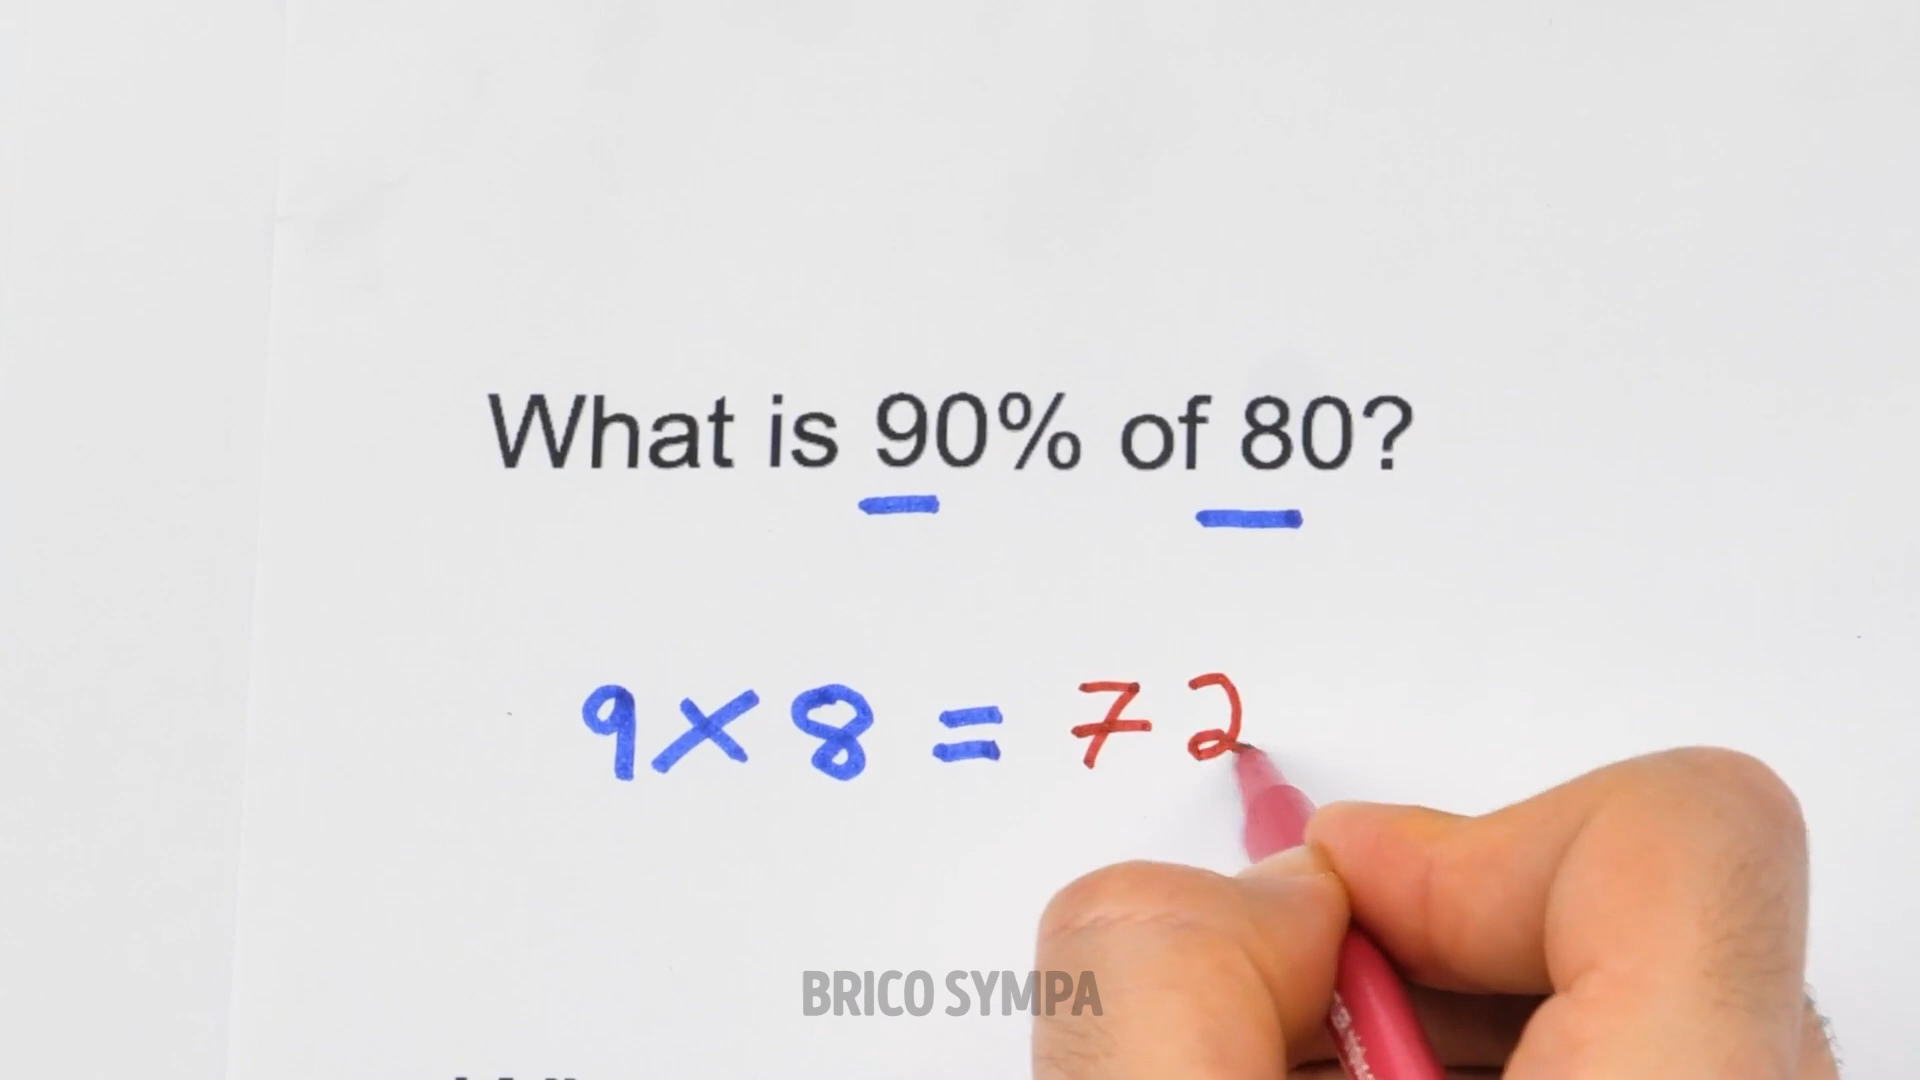 What is 90% of 80?
9 × 8 = 72
BRICO SYMPA